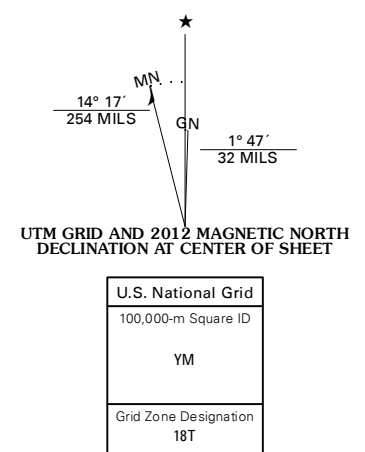 ★
MN
14° 17´
254 MILS
GN
1° 47´
32 MILS
UTM GRID AND 2012 MAGNETIC NORTH
DECLINATION AT CENTER OF SHEET
U.S. National Grid
100,000-m Square ID
YM
Grid Zone Designation
18T